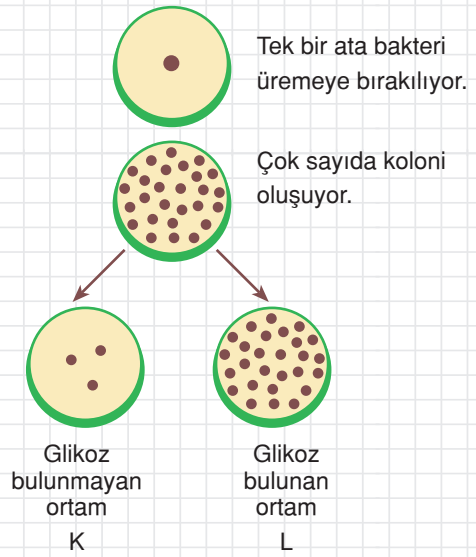 Tek bir ata bakteri
üremeye bırakılıyor.
Çok sayıda koloni
oluşuyor.
Glikoz
bulunmayan
ortam
K
Glikoz
bulunan
ortam
L